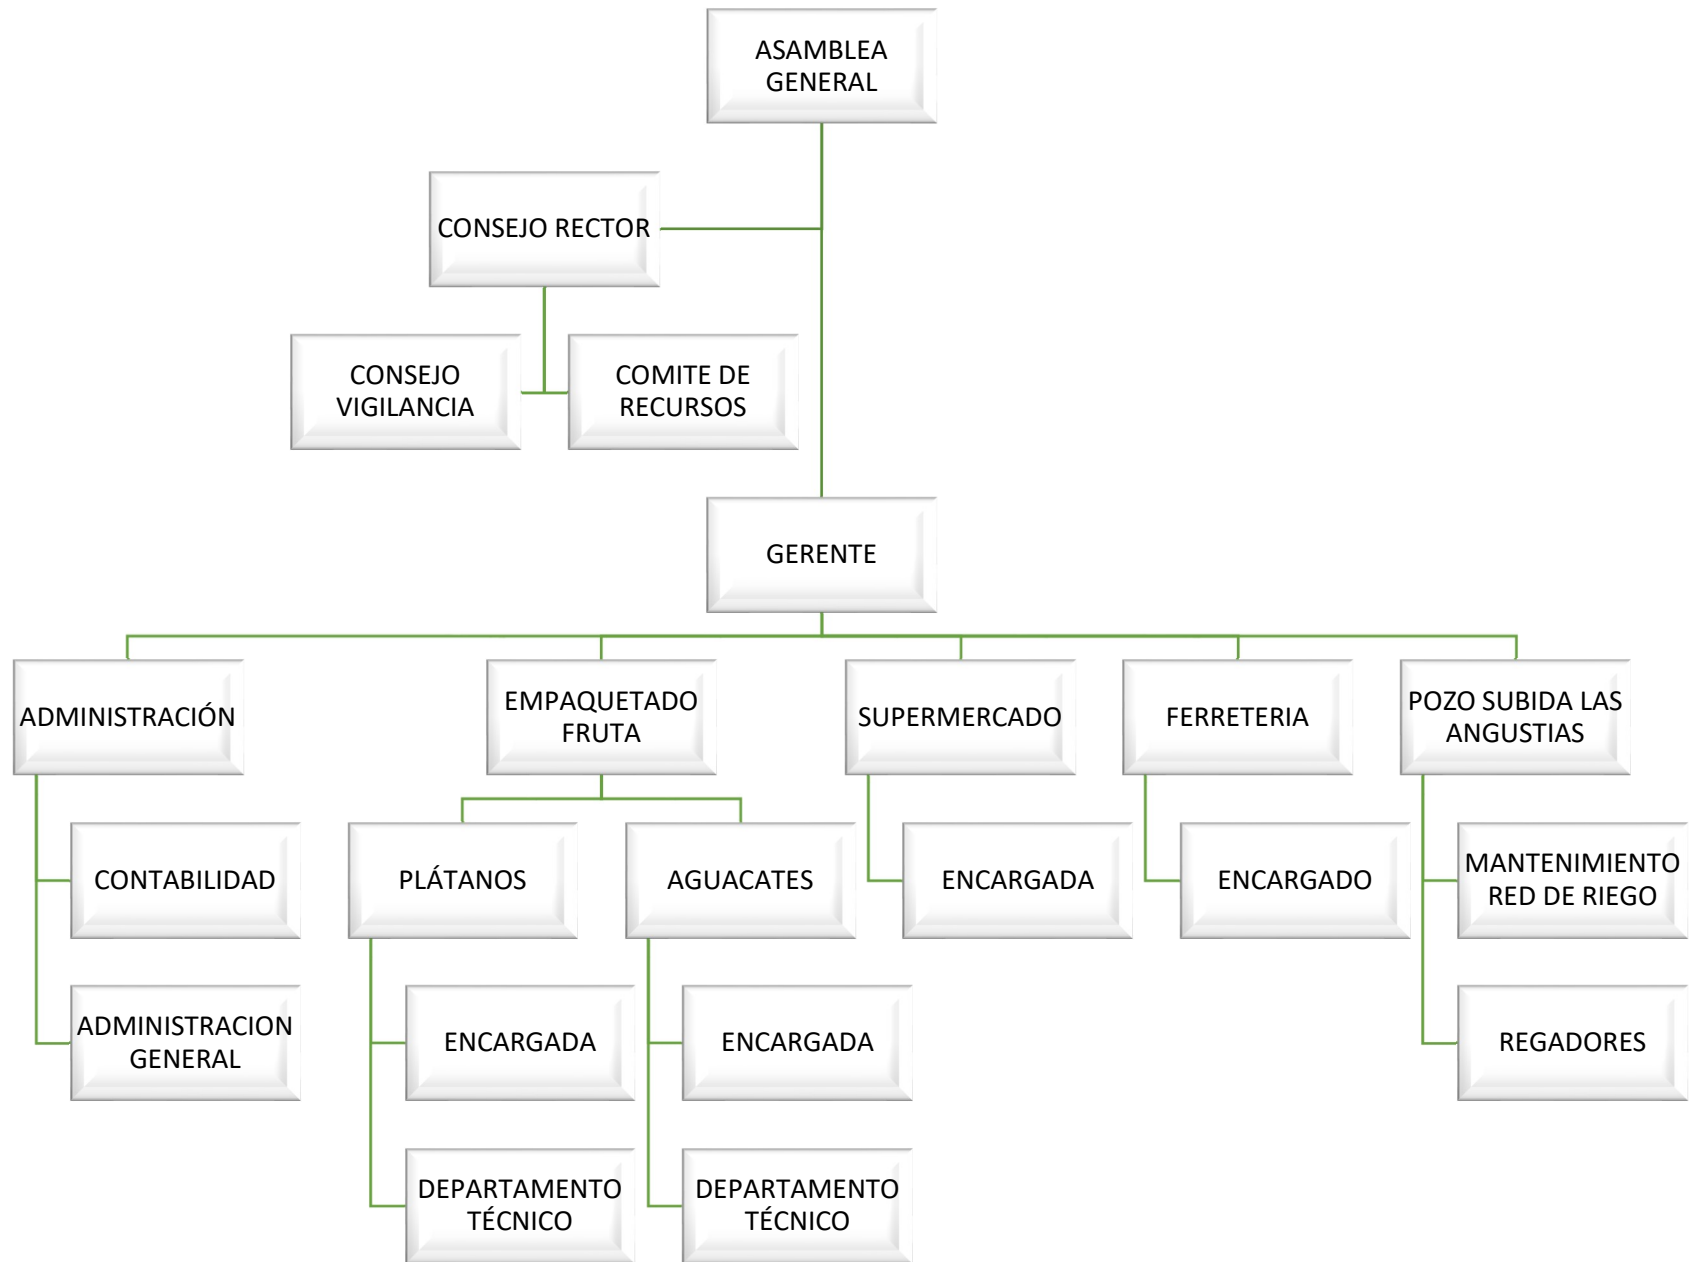 ASAMBLEA
GENERAL
CONSEJO RECTOR
CONSEJO
VIGILANCIA
COMITE DE
RECURSOS
GERENTE
ADMINISTRACIÓN
EMPAQUETADO
FRUTA
SUPERMERCADO
FERRETERIA
POZO SUBIDA LAS
ANGUSTIAS
CONTABILIDAD
PLÁTANOS
AGUACATES
ENCARGADA
ENCARGADO
MANTENIMIENTO
RED DE RIEGO
ADMINISTRACION
GENERAL
ENCARGADA
ENCARGADA
REGADORES
DEPARTAMENTO
TÉCNICO
DEPARTAMENTO
TÉCNICO